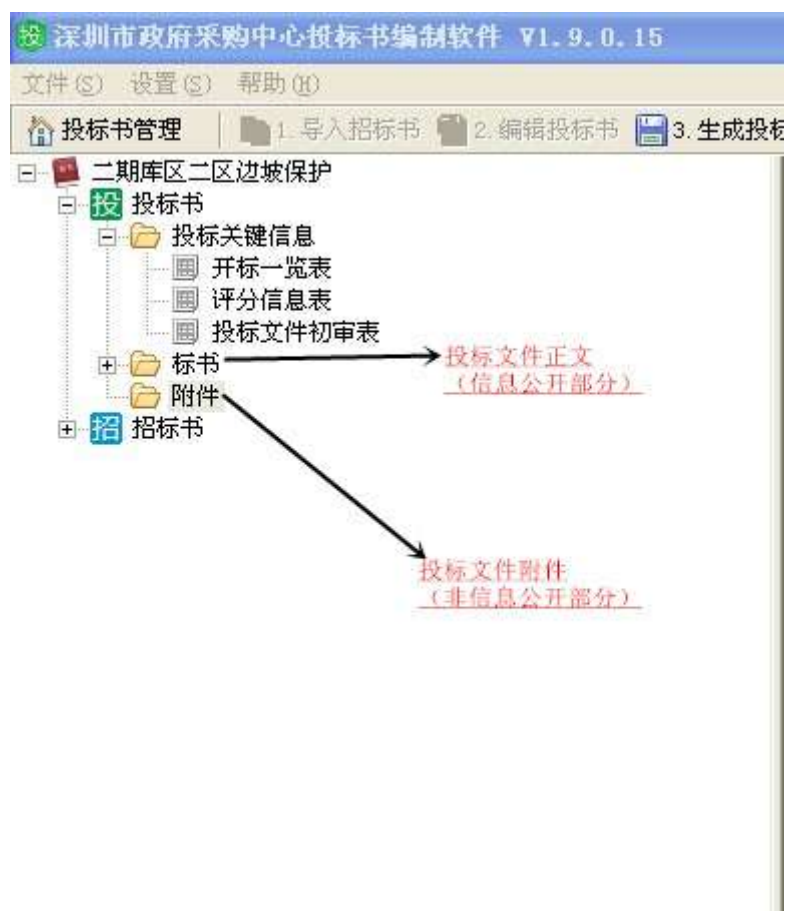 投 深圳市政府采购中心投标书编制软件 V1.9.0.15
文件(S) 设置(S) 帮助(H)
投标书管理 1.导入招标书 2.编辑投标书 3.生成投标
二期库区二区边坡保护
投 投标书
投标关键信息
开标一览表
评分信息表
投标文件初审表
标书
投标文件正文
（信息公开部分）
附件
招 招标书
投标文件附件
（非信息公开部分）